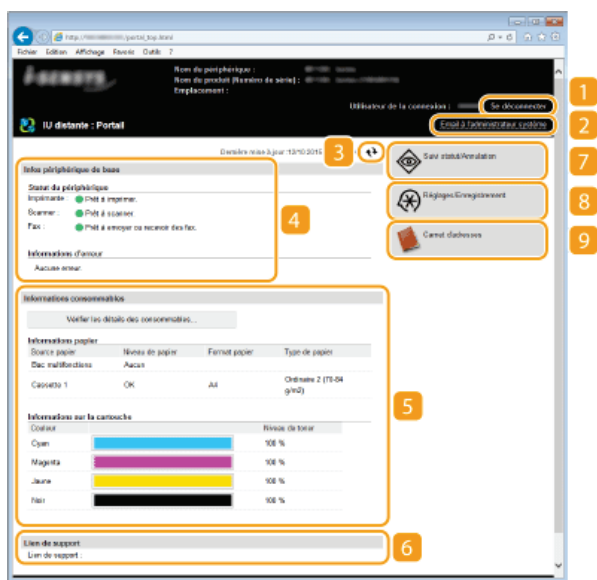 http:// /portal_top.html
Fichier Edition Affichage Favoris Outils ?
i-SENSYS
Nom du périphérique :
Nom du produit (Numéro de série) :
Emplacement :
Utilisateur de la connexion :
Se déconnecter
1
IU distante : Portail
Email à l'administrateur système
2
Dernière mise à jour :13/10 2015
3
Infos périphérique de base
Suivi statut/Annulation
7
Statut du périphérique
Imprimante : Prêt à imprimer.
Scanner : Prêt à scanner.
Fax : Prêt à envoyer ou recevoir des fax.
4
Réglages/Enregistrement
8
Carnet d'adresses
9
Informations d'erreur
Aucune erreur.
Informations consommables
Vérifier les détails des consommables...
Informations papier
Source papier Niveau de papier Format papier Type de papier
Bac multifonctions Aucun
Cassette 1 OK A4 Ordinaire 2 (70-84
g/m2)
5
Informations sur la cartouche
Couleur Niveau de toner
Cyan 100 %
Magenta 100 %
Jaune 100 %
Noir 100 %
Lien de support
Lien de support :
6